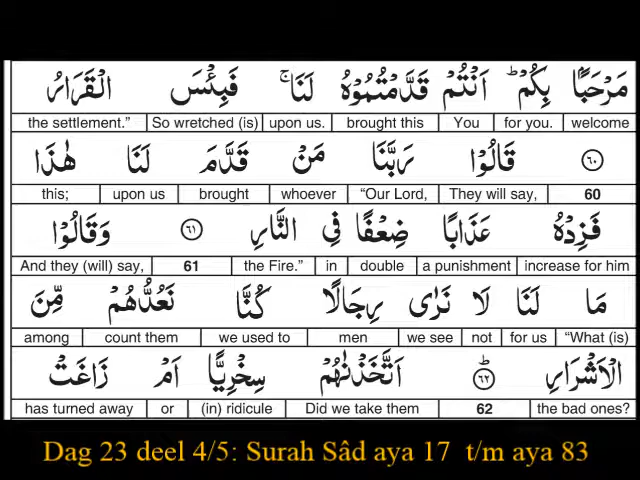 مَرْحَبًا بِكُمْ ؕ اَنْتُمْ قَدَّمْتُمُوْهُ لَنَا ۚ فَبِئْسَ الْقَرَارُ
the settlement.” So wretched (is) upon us. brought this You for you. welcome
۶۰ قَالُوْا رَبَّنَا مَنْ قَدَّمَ لَنَا هٰذَا
this; upon us brought whoever “Our Lord, They will say, 60
فَزِدْهُ عَذَابًا ضِعْفًا فِى النَّارِ ۶۱ وَقَالُوْا
And they (will) say, 61 the Fire.” in double a punishment increase for him
مَا لَنَا لَا نَرٰى رِجَالًا كُنَّا نَعُدُّهُمْ مِّنَ
among count them we used to men we see not for us “What (is)
الْاَشْرَارِ ۶۲ؕ اَتَّخَذْنٰهُمْ سِخْرِيًّا اَمْ زَاغَتْ
has turned away or (in) ridicule Did we take them 62 the bad ones?
Dag 23 deel 4/5: Surah Sâd aya 17 t/m aya 83